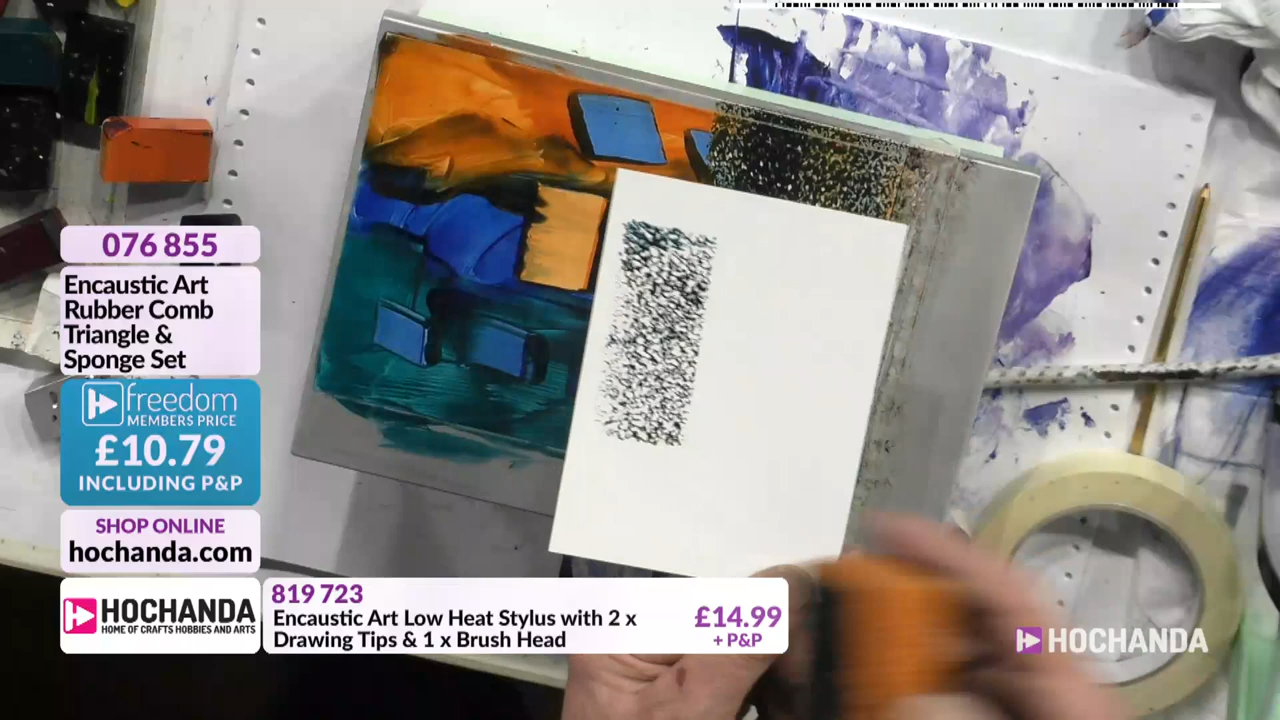 076 855
Encaustic Art
Rubber Comb
Triangle &
Sponge Set
freedom
MEMBERS PRICE
£10.79
INCLUDING P&P
SHOP ONLINE
hochanda.com
HOCHANDA
HOME OF CRAFTS HOBBIES AND ARTS
819 723
Encaustic Art Low Heat Stylus with 2 x
Drawing Tips & 1 x Brush Head
£14.99
+ P&P
HOCHANDA